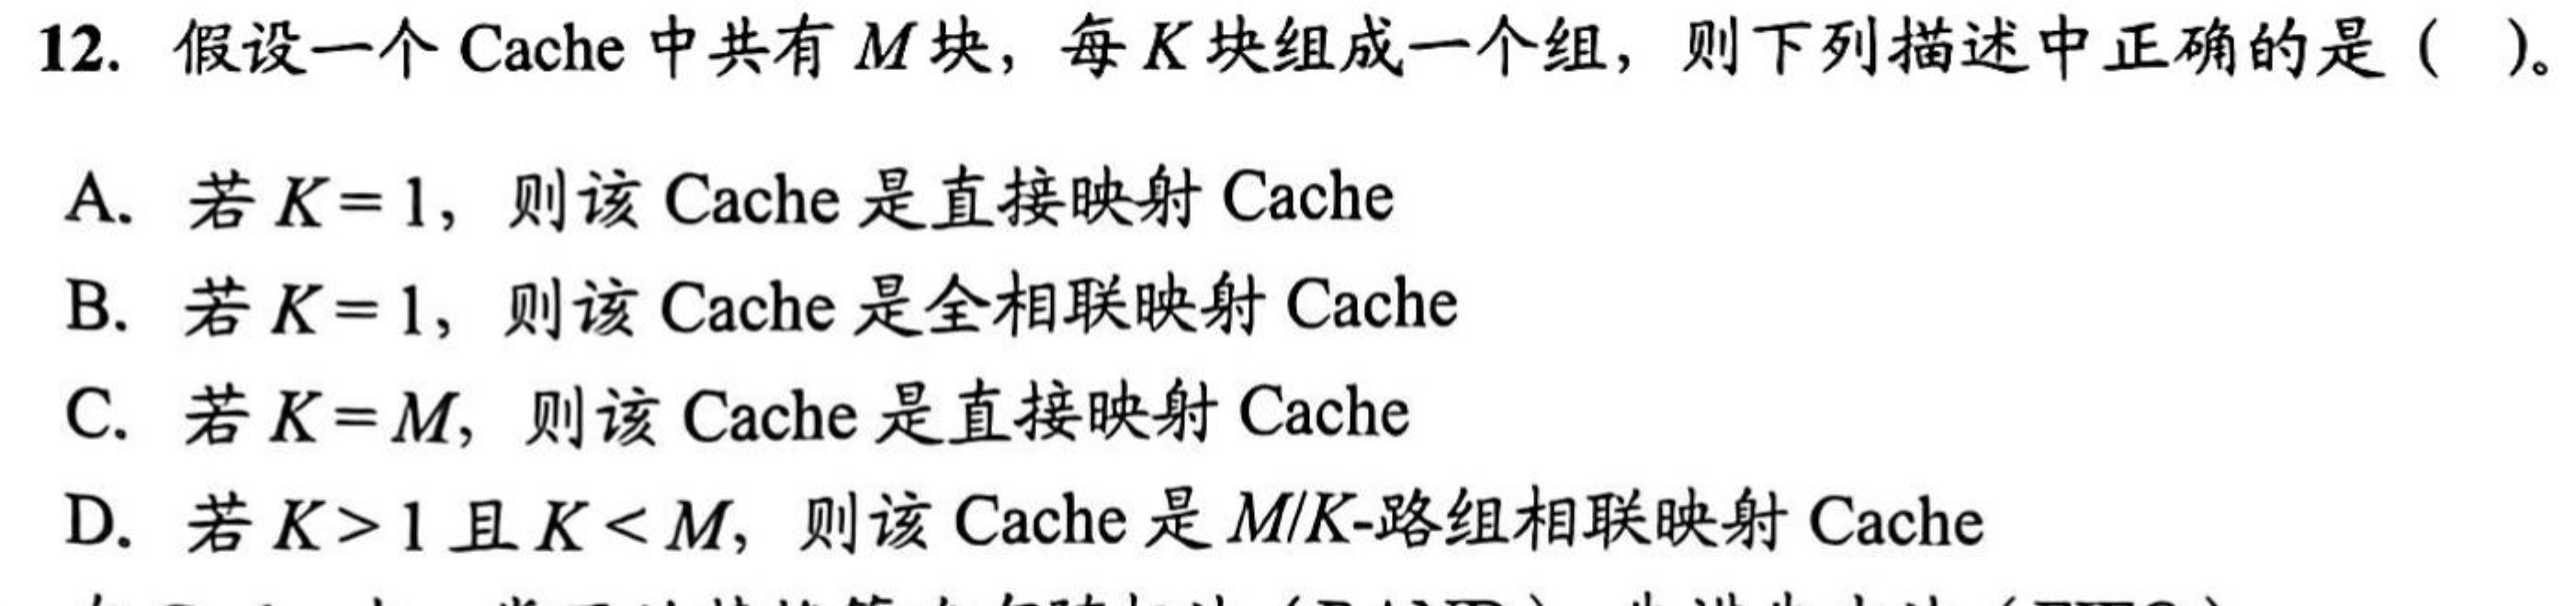 12. 假设一个 Cache 中共有 M 块，每 K 块组成一个组，则下列描述中正确的是（ ）。
A. 若 K = 1，则该 Cache 是直接映射 Cache
B. 若 K = 1，则该 Cache 是全相联映射 Cache
C. 若 K = M，则该 Cache 是直接映射 Cache
D. 若 K > 1 且 K < M，则该 Cache 是 M/K-路组相联映射 Cache